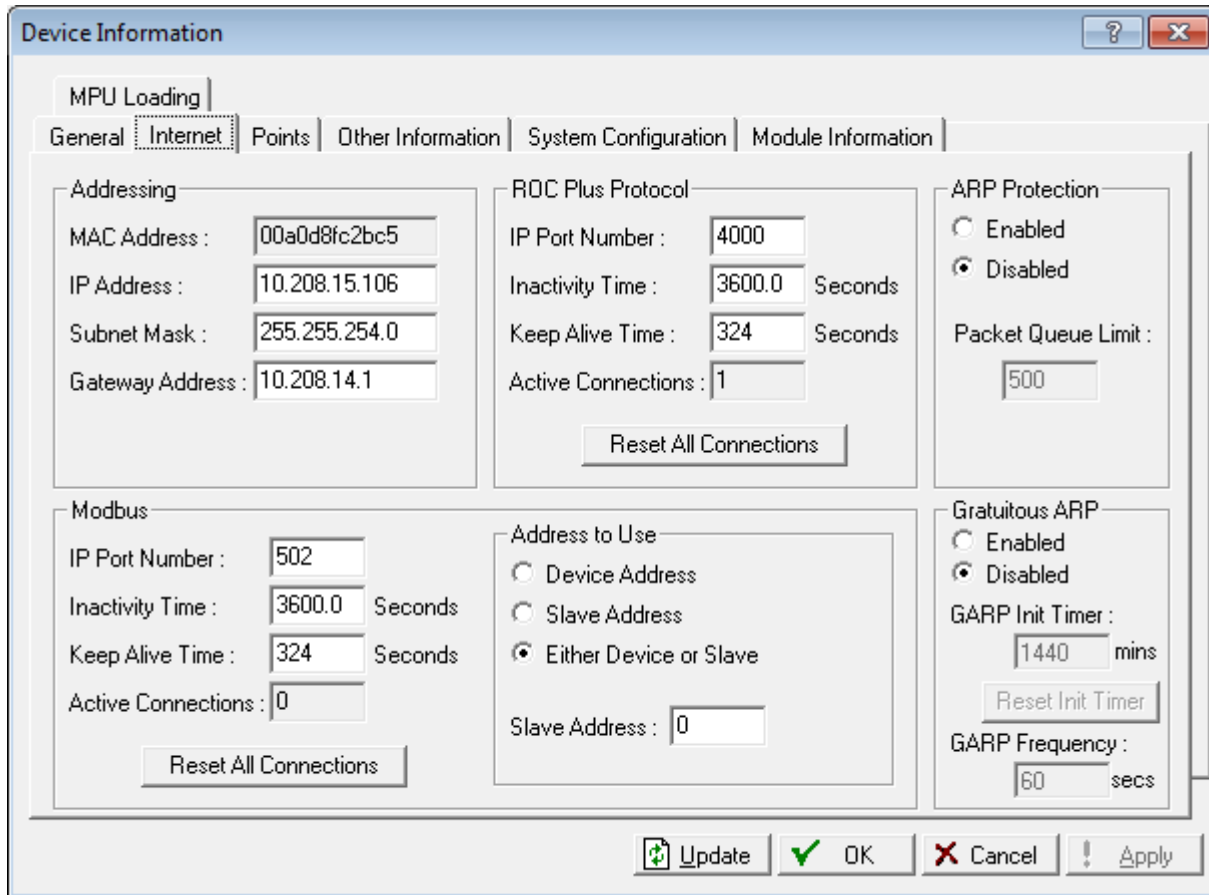 Device Information
MPU Loading
General Internet Points Other Information System Configuration Module Information
Addressing
MAC Address : 00a0d8fc2bc5
IP Address : 10.208.15.106
Subnet Mask : 255.255.254.0
Gateway Address : 10.208.14.1
ROC Plus Protocol
IP Port Number : 4000
Inactivity Time : 3600.0 Seconds
Keep Alive Time : 324 Seconds
Active Connections : 1
Reset All Connections
ARP Protection
Enabled
Disabled
Packet Queue Limit :
500
Modbus
IP Port Number : 502
Inactivity Time : 3600.0 Seconds
Keep Alive Time : 324 Seconds
Active Connections : 0
Reset All Connections
Address to Use
Device Address
Slave Address
Either Device or Slave
Slave Address : 0
Gratuitous ARP
Enabled
Disabled
GARP Init Timer :
1440 mins
Reset Init Timer
GARP Frequency :
60 secs
Update OK Cancel Apply